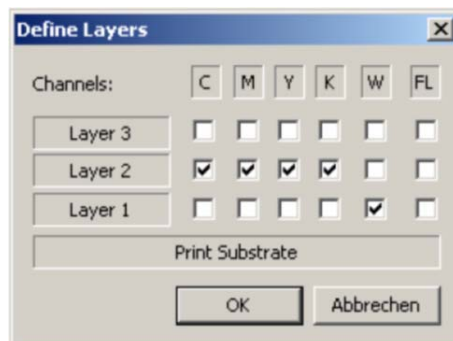 Define Layers
Channels: C M Y K W FL
Layer 3
Layer 2
Layer 1
Print Substrate
OK Abbrechen